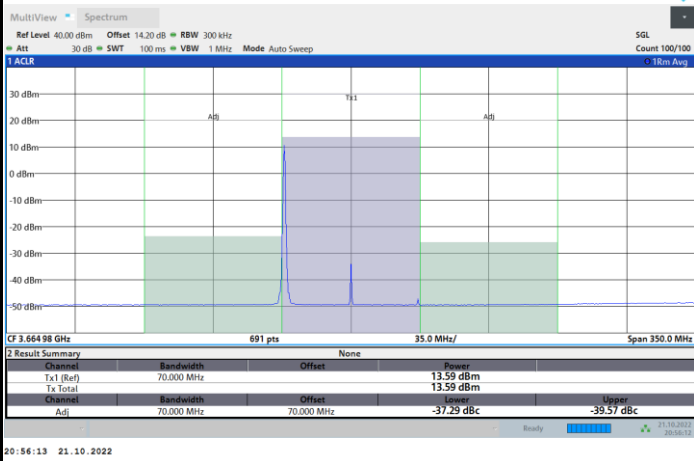 MultiView Spectrum
Ref Level 40.00 dBm Offset 14.20 dB RBW 300 kHz SGL
Att 30 dB SWT 100 ms VBW 1 MHz Mode Auto Sweep Count 100/100
1 ACLR 1Rm Avg
30 dBm
Tx1
20 dBm
Adj Adj
10 dBm
0 dBm
-10 dBm
-20 dBm
-30 dBm
-40 dBm
-50 dBm
CF 3.664 98 GHz 691 pts 35.0 MHz/ Span 350.0 MHz
2 Result Summary None
Channel Bandwidth Offset Power
Tx1 (Ref) 70.000 MHz 13.59 dBm
Tx Total 13.59 dBm
Channel Bandwidth Offset Lower Upper
Adj 70.000 MHz 70.000 MHz -37.29 dBc -39.57 dBc
Ready 21.10.2022
20:56:12
20:56:13 21.10.2022